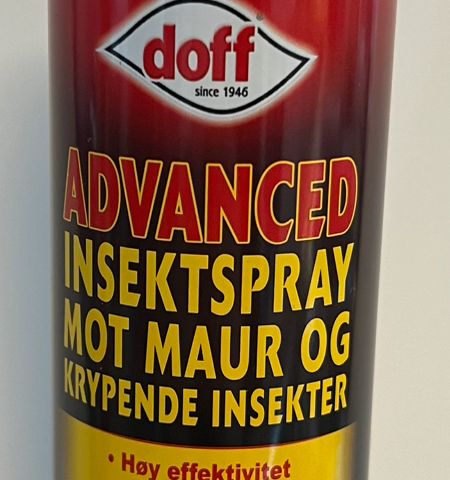 doff
since 1946
ADVANCED
INSEKTSPRAY
MOT MAUR OG
KRYPENDE INSEKTER
• Høy effektivitet